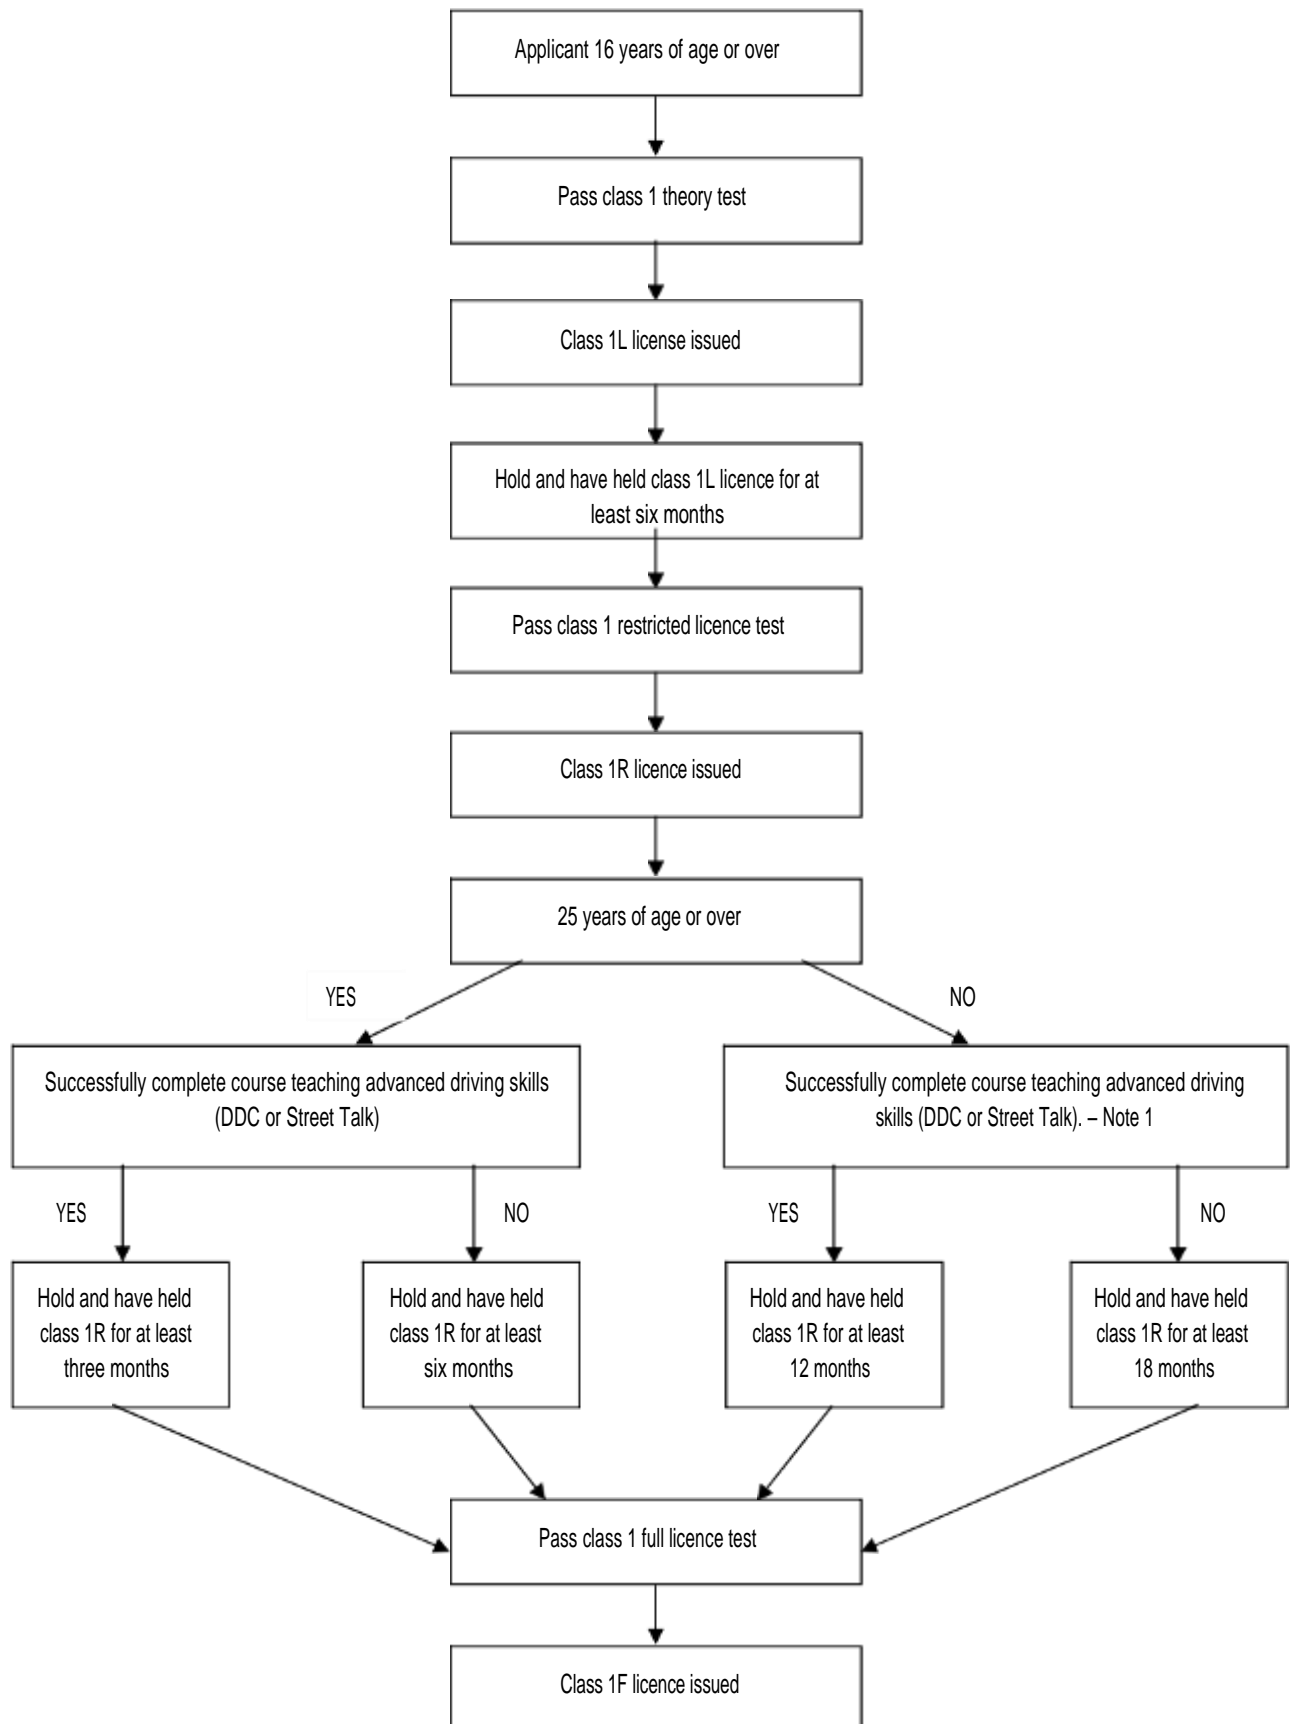 Applicant 16 years of age or over
Pass class 1 theory test
Class 1L license issued
Hold and have held class 1L licence for at
least six months
Pass class 1 restricted licence test
Class 1R licence issued
25 years of age or over
YES
NO
Successfully complete course teaching advanced driving skills
(DDC or Street Talk)
Successfully complete course teaching advanced driving
skills (DDC or Street Talk). – Note 1
YES
NO
YES
NO
Hold and have held
class 1R for at least
three months
Hold and have held
class 1R for at least
six months
Hold and have held
class 1R for at least
12 months
Hold and have held
class 1R for at least
18 months
Pass class 1 full licence test
Class 1F licence issued